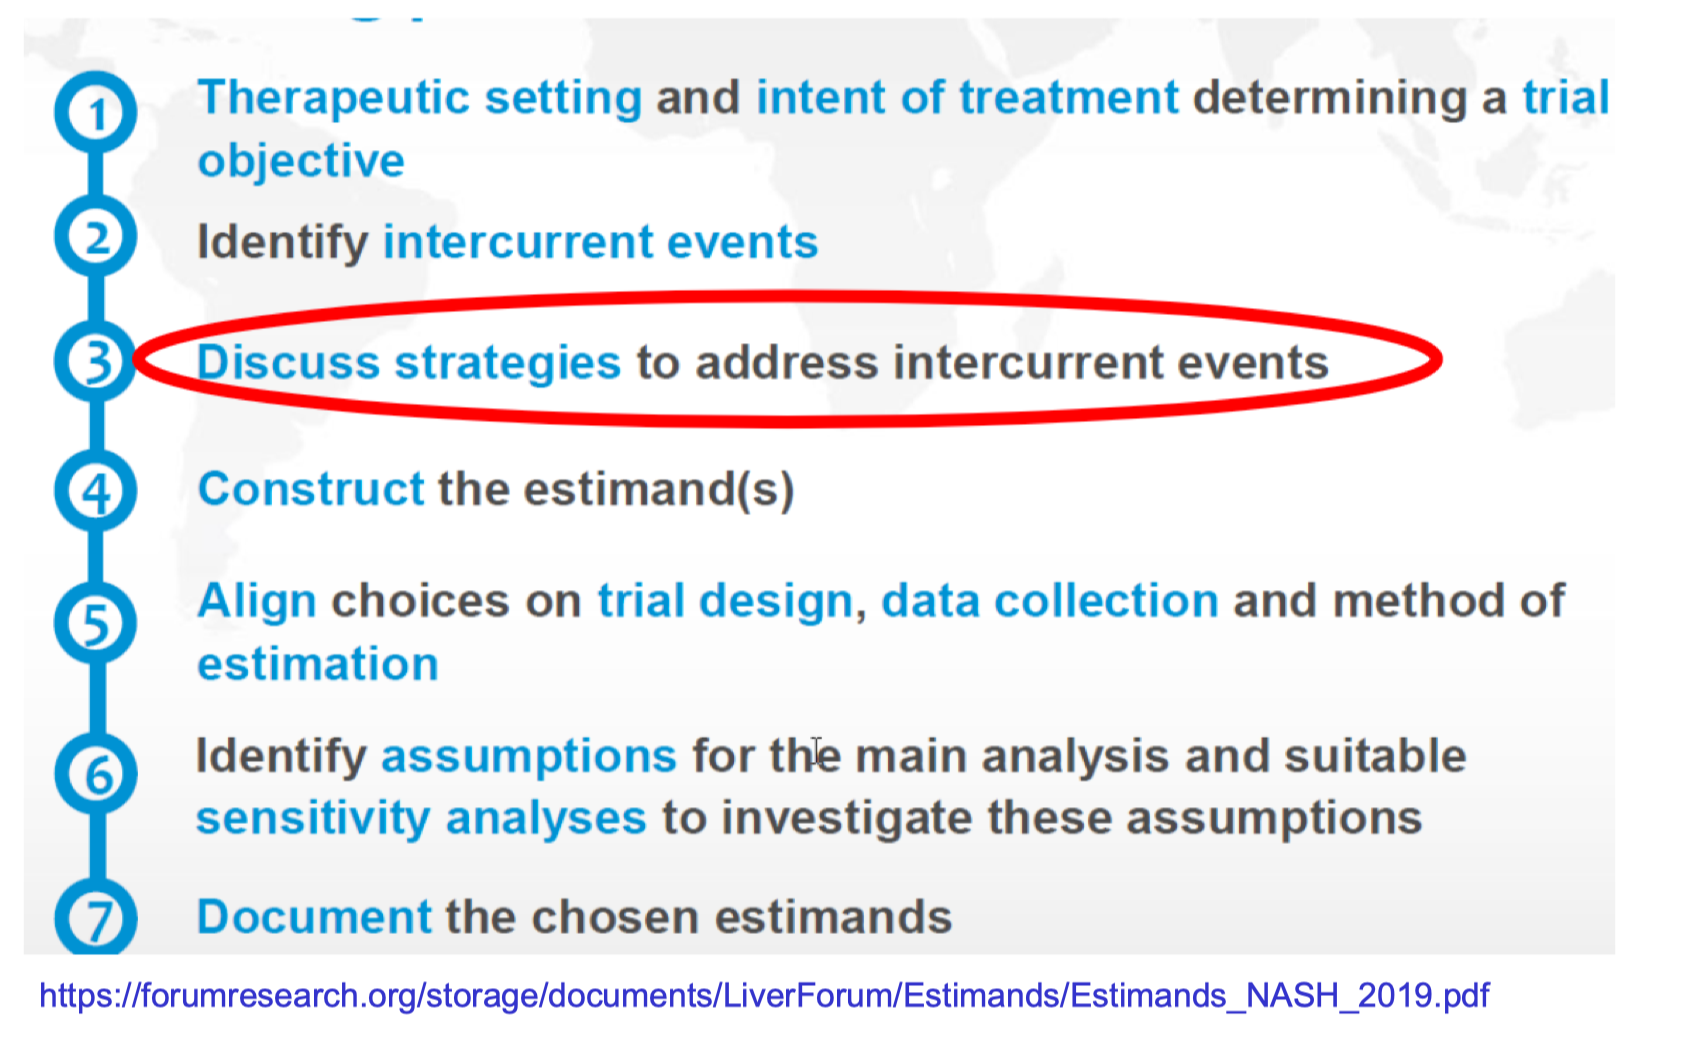 1 Therapeutic setting and intent of treatment determining a trial
objective
2 Identify intercurrent events
3 Discuss strategies to address intercurrent events
4 Construct the estimand(s)
5 Align choices on trial design, data collection and method of
estimation
6 Identify assumptions for the main analysis and suitable
sensitivity analyses to investigate these assumptions
7 Document the chosen estimands
https://forumresearch.org/storage/documents/LiverForum/Estimands/Estimands_NASH_2019.pdf